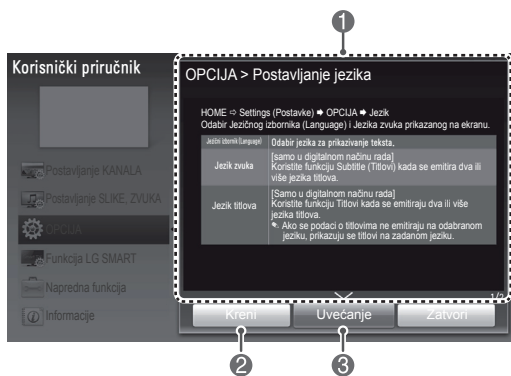 1
Korisnički priručnik
Postavljanje KANALA
Postavljanje SLIKE, ZVUKA
OPCIJA
Funkcija LG SMART
Napredna funkcija
Informacije
OPCIJA > Postavljanje jezika
HOME ⇨ Settings (Postavke) ➡ OPCIJA ➡ Jezik
Odabir Jezičnog izbornika (Language) i Jezika zvuka prikazanog na ekranu.
Jezični izbornik (Language) Odabir jezika za prikazivanje teksta.
Jezik zvuka
[samo u digitalnom načinu rada]
Koristite funkciju Subtitle (Titlovi) kada se emitira dva ili
više jezika titlova.
Jezik titlova
[Samo u digitalnom načinu rada]
Koristite funkciju Titlovi kada se emitiraju dva ili više
jezika titlova.
Ako se podaci o titlovima ne emitiraju na odabranom
jeziku, prikazuju se titlovi na zadanom jeziku.
1/2
Kreni
Uvećanje
Zatvori
2
3